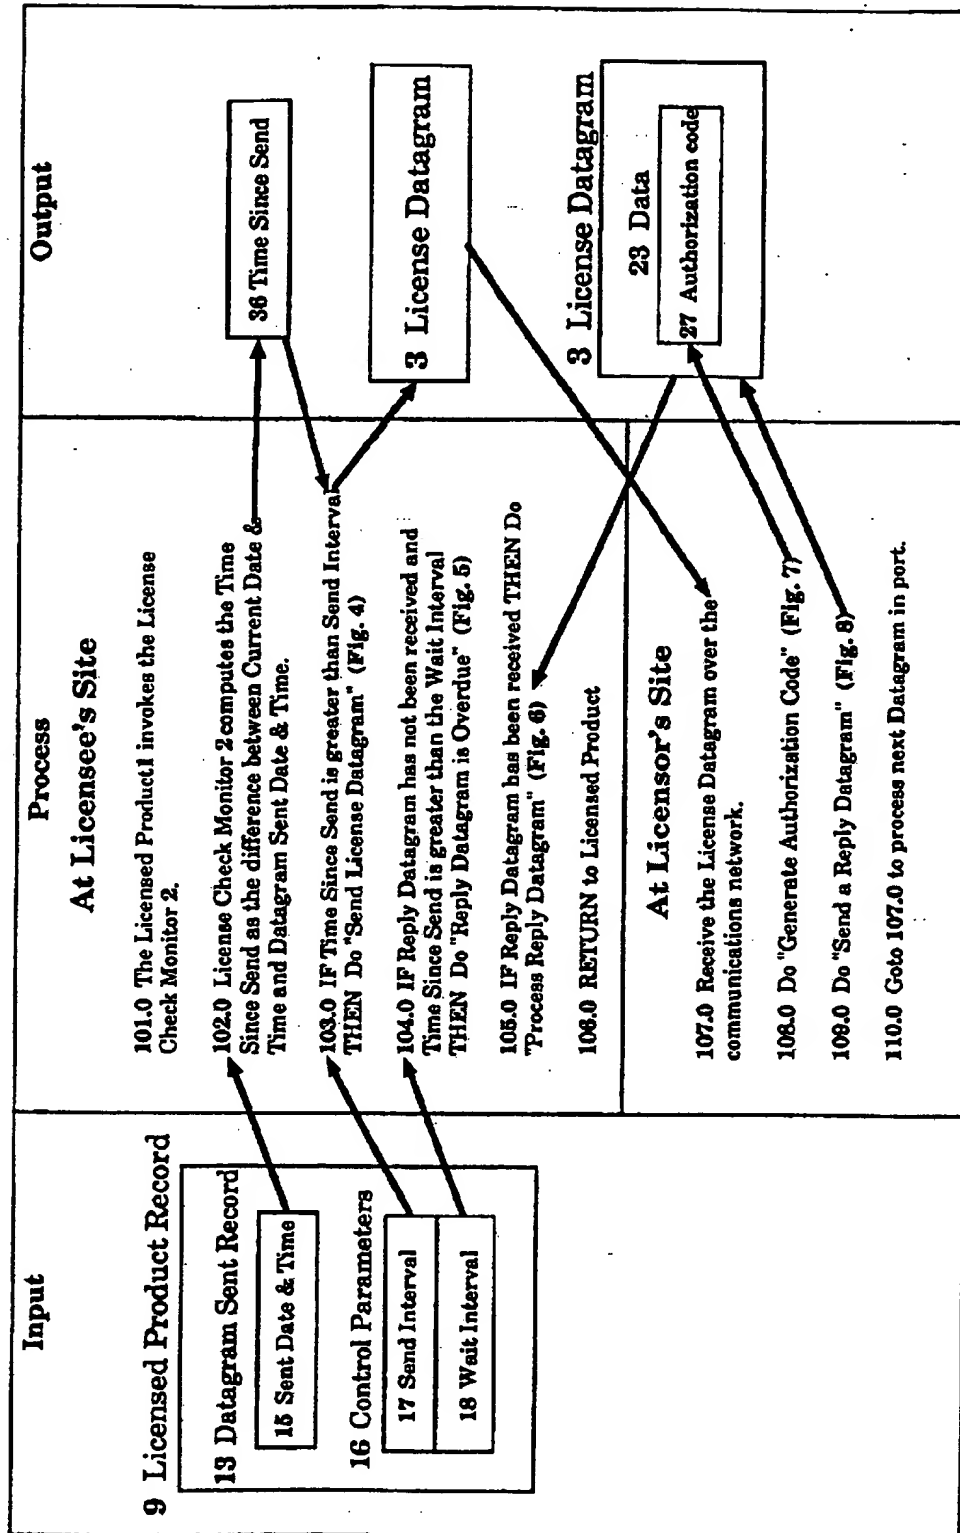 Input
9 Licensed Product Record
13 Datagram Sent Record
15 Sent Date & Time
16 Control Parameters
17 Send Interval
18 Wait Interval
Process
At Licensee's Site
101.0 The Licensed Product1 invokes the License
Check Monitor 2.
102.0 License Check Monitor 2 computes the Time
Since Send as the difference between Current Date &
Time and Datagram Sent Date & Time.
103.0 IF Time Since Send is greater than Send Interval
THEN Do "Send License Datagram" (Fig. 4)
104.0 IF Reply Datagram has not been received and
Time Since Send is greater than the Wait Interval
THEN Do "Reply Datagram is Overdue" (Fig. 5)
105.0 IF Reply Datagram has been received THEN Do
"Process Reply Datagram" (Fig. 6)
106.0 RETURN to Licensed Product
At Licensor's Site
107.0 Receive the License Datagram over the
communications network.
108.0 Do "Generate Authorization Code" (Fig. 7)
109.0 Do "Send a Reply Datagram" (Fig. 8)
110.0 Goto 107.0 to process next Datagram in port.
Output
36 Time Since Send
3 License Datagram
3 License Datagram
23 Data
27 Authorization code